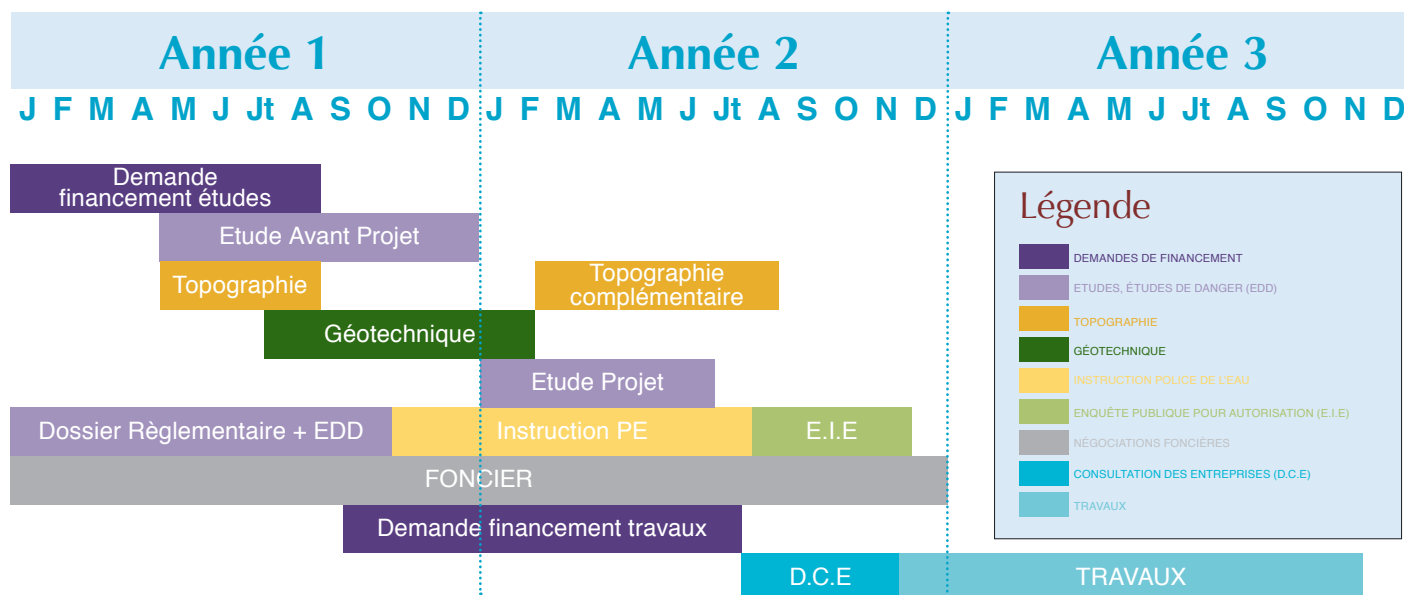 Année 1 Année 2 Année 3
J F M A M J Jt A S O N D J F M A M J Jt A S O N D J F M A M J Jt A S O N D
Demande
financement études
Etude Avant Projet
Topographie
Topographie
complémentaire
Géotechnique
Etude Projet
Dossier Règlementaire + EDD Instruction PE E.I.E
FONCIER
Demande financement travaux
D.C.E TRAVAUX
Légende
DEMANDES DE FINANCEMENT
ETUDES, ÉTUDES DE DANGER (EDD)
TOPOGRAPHIE
GÉOTECHNIQUE
INSTRUCTION POLICE DE L'EAU
ENQUÊTE PUBLIQUE POUR AUTORISATION (E.I.E)
NÉGOCIATIONS FONCIÈRES
CONSULTATION DES ENTREPRISES (D.C.E)
TRAVAUX